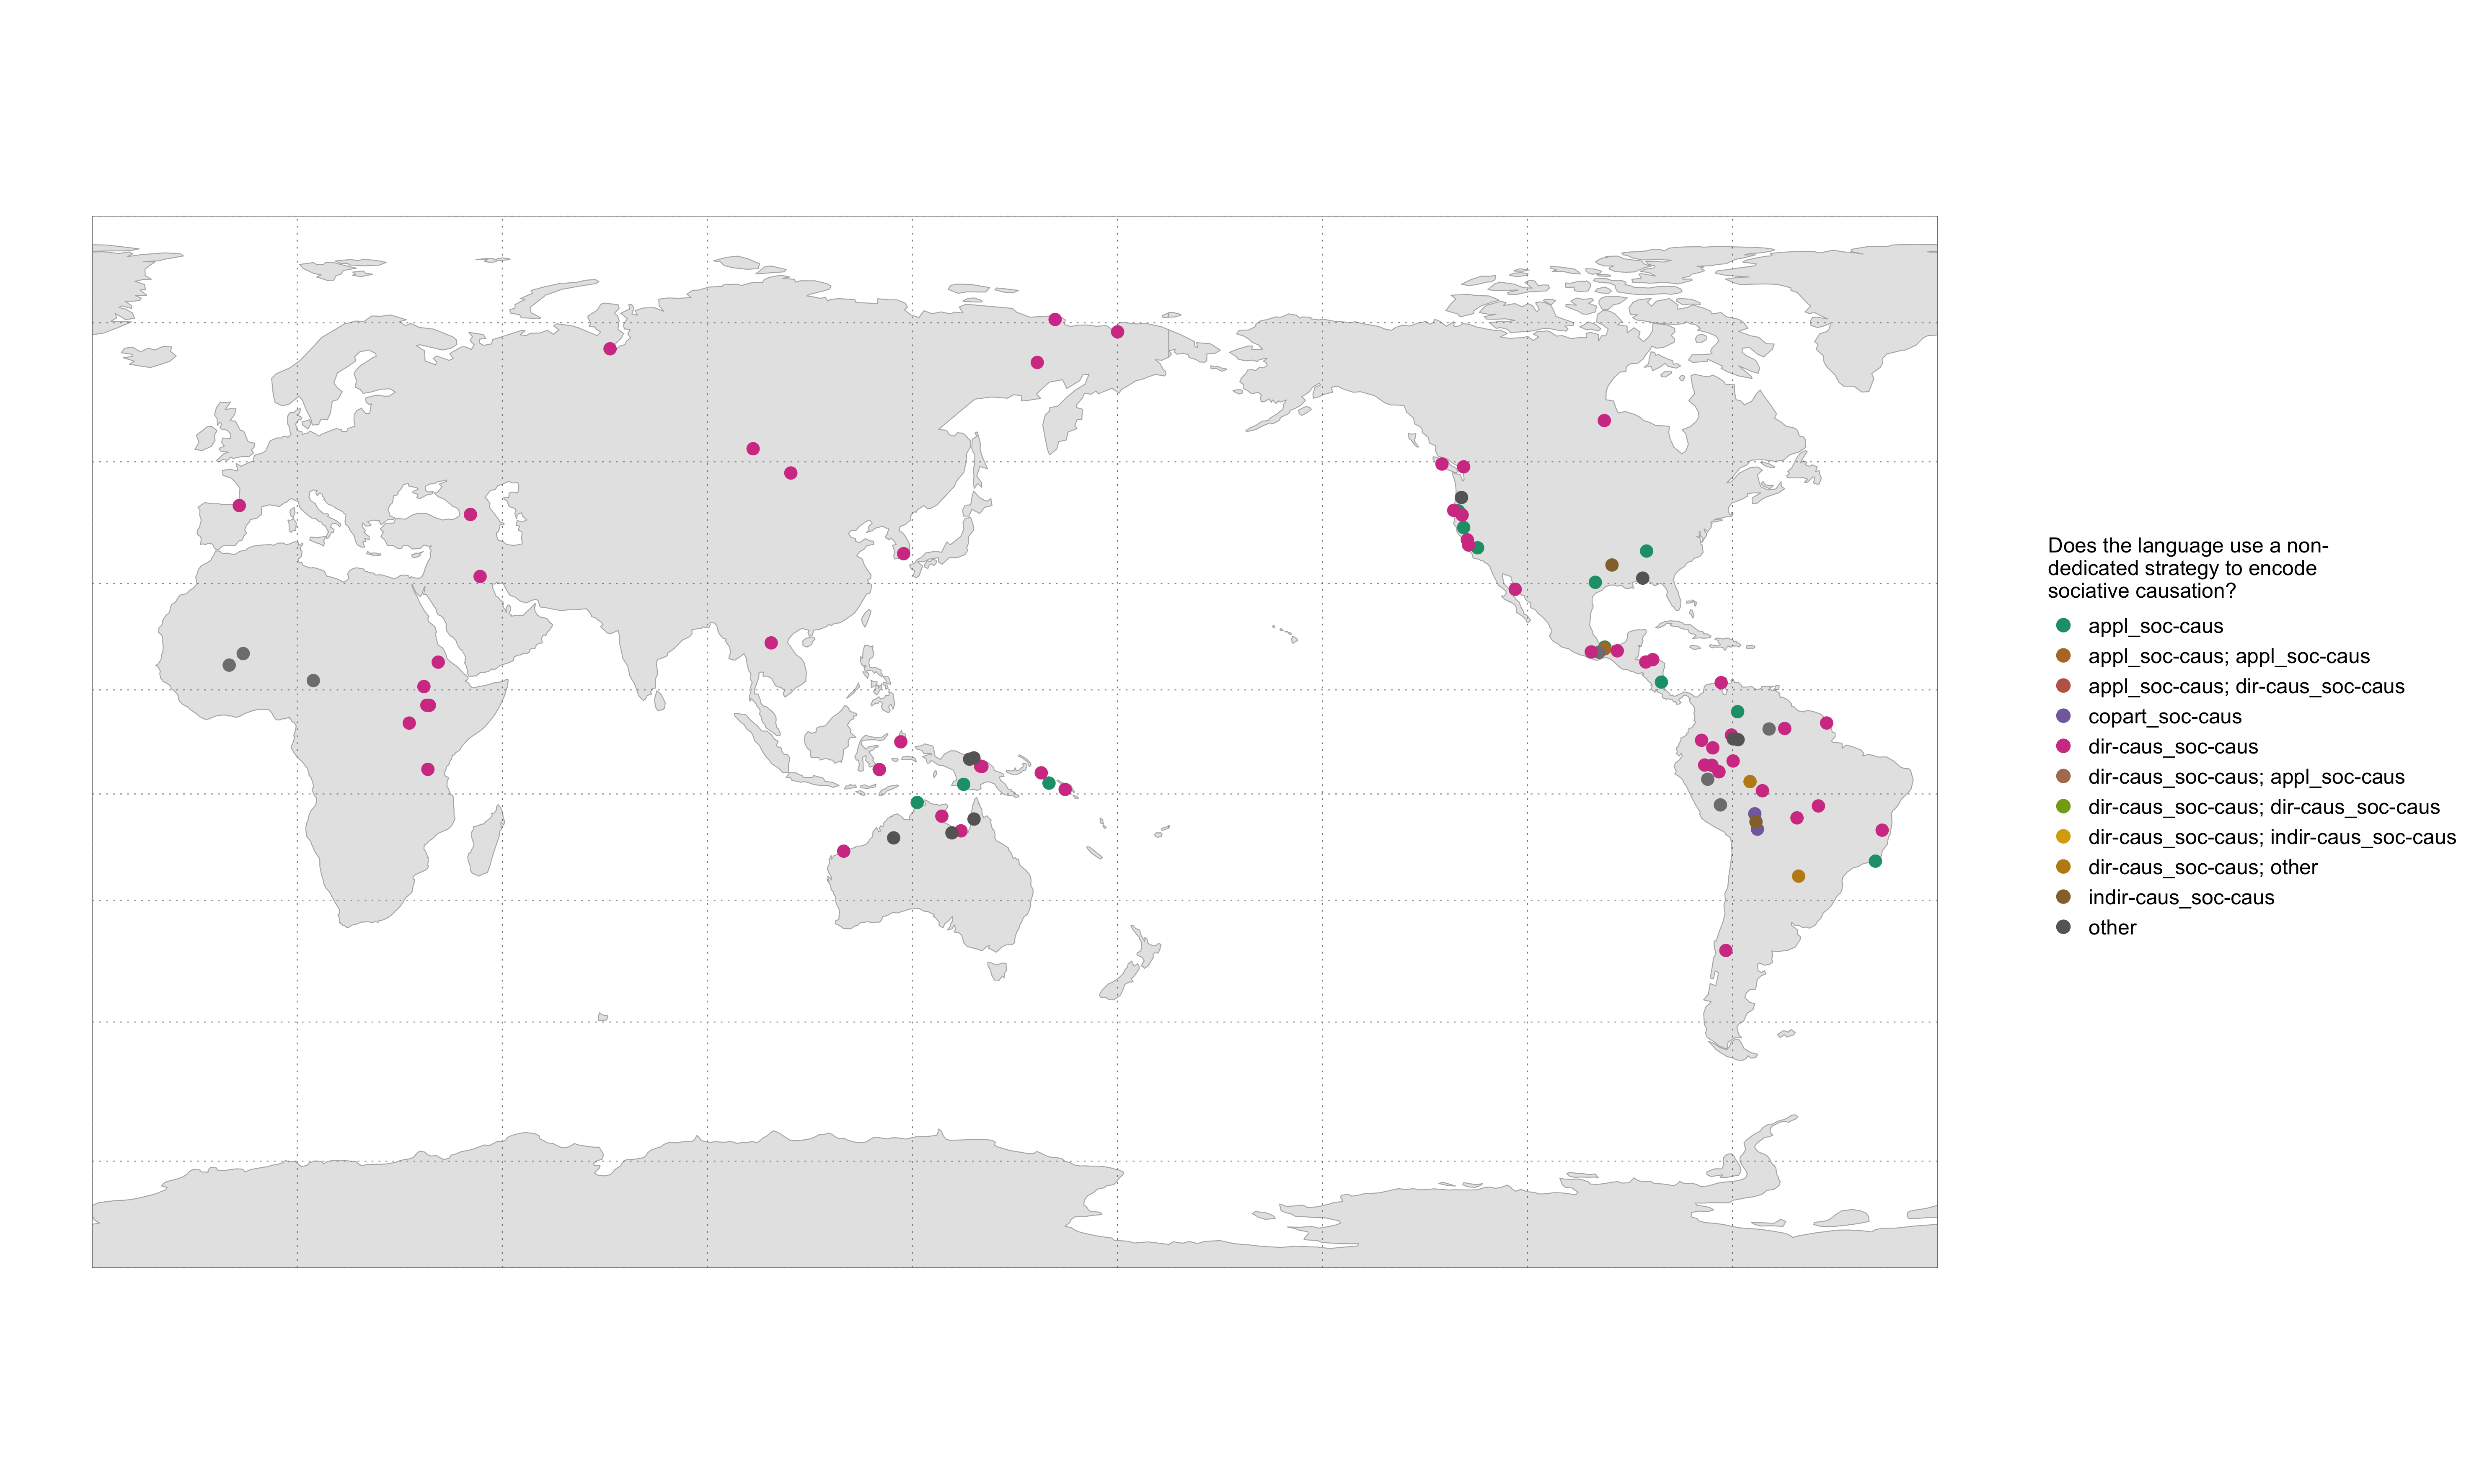 Does the language use a non-
dedicated strategy to encode
sociative causation?
appl_soc-caus
appl_soc-caus; appl_soc-caus
appl_soc-caus; dir-caus_soc-caus
copart_soc-caus
dir-caus_soc-caus
dir-caus_soc-caus; appl_soc-caus
dir-caus_soc-caus; dir-caus_soc-caus
dir-caus_soc-caus; indir-caus_soc-caus
dir-caus_soc-caus; other
indir-caus_soc-caus
other